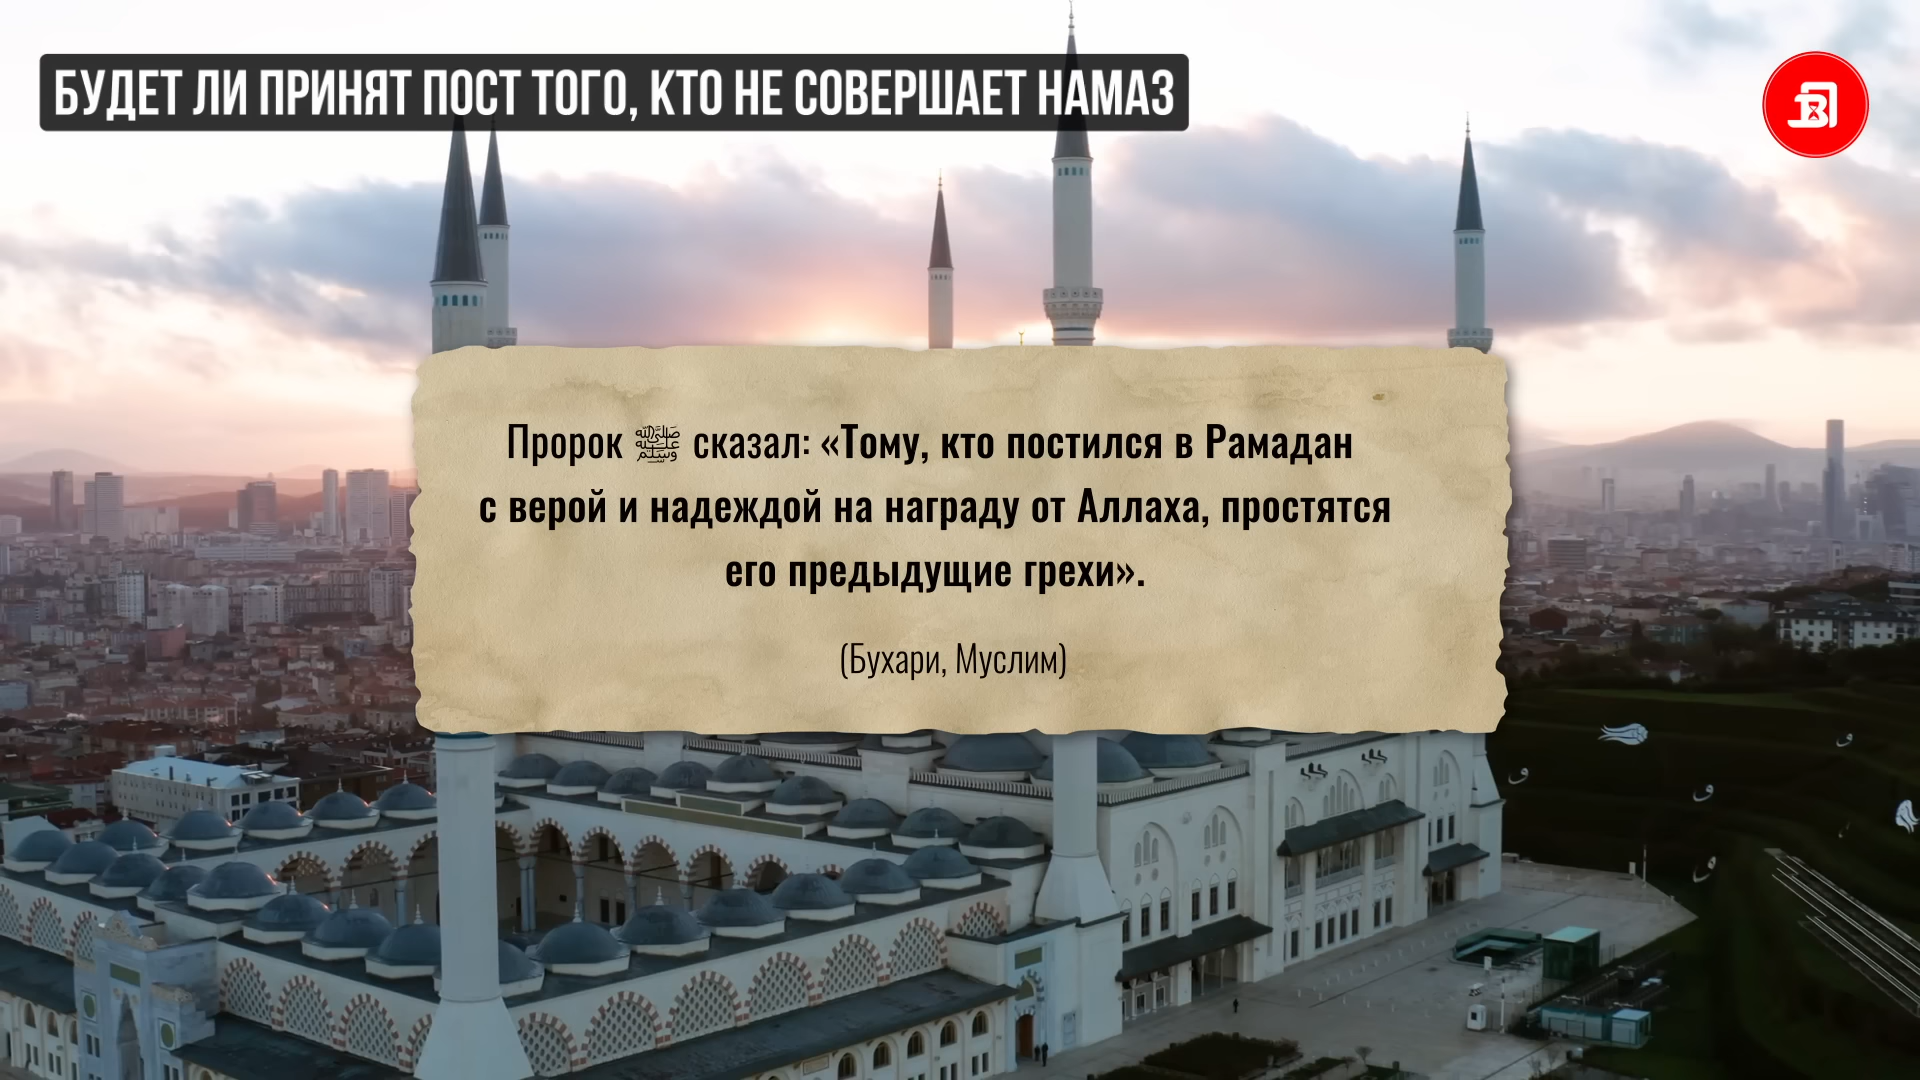 БУДЕТ ЛИ ПРИНЯТ ПОСТ ТОГО, КТО НЕ СОВЕРШАЕТ НАМАЗ
Пророк ﷺ сказал: «Тому, кто постился в Рамадан
с верой и надеждой на награду от Аллаха, простятся
его предыдущие грехи».
(Бухари, Муслим)